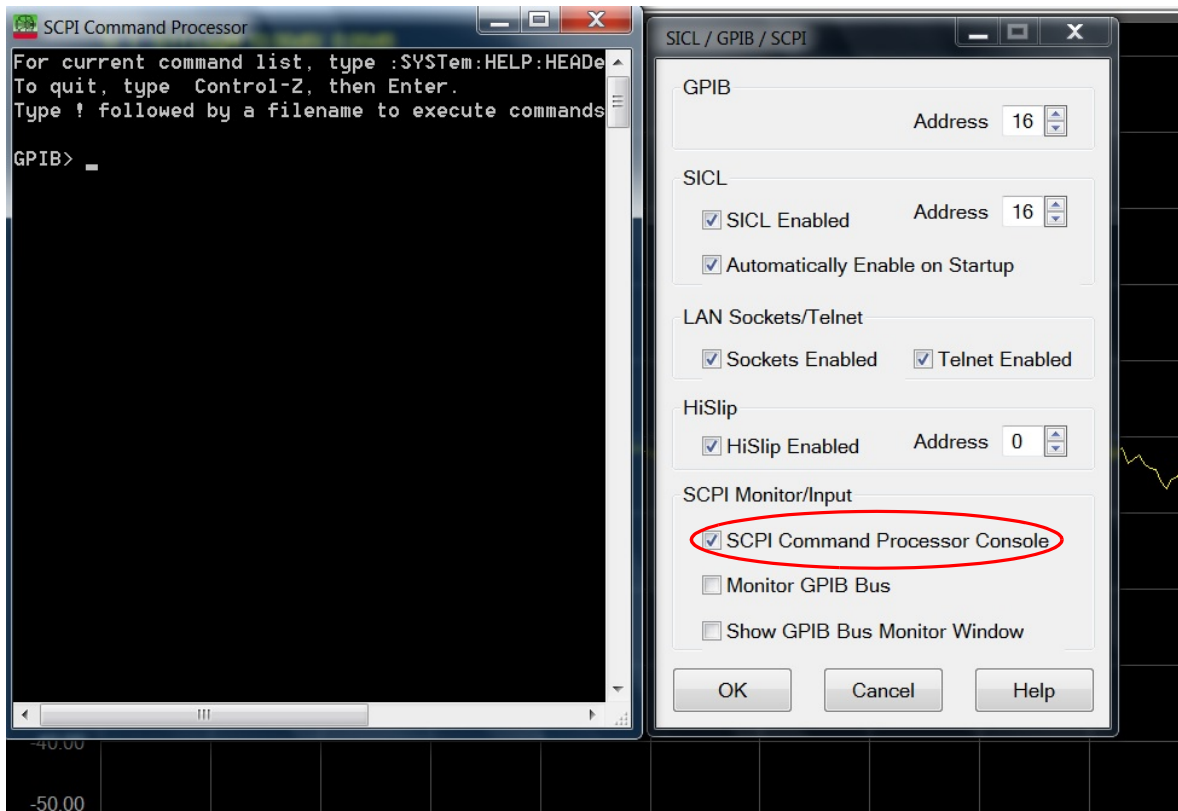 SCPI Command Processor
For current command list, type :SYSTem:HELP:HEADe
To quit, type  Control-Z, then Enter.
Type ! followed by a filename to execute commands
GPIB> _
SICL / GPIB / SCPI
GPIB
Address 16
SICL
SICL Enabled Address 16
Automatically Enable on Startup
LAN Sockets/Telnet
Sockets Enabled Telnet Enabled
HiSlip
HiSlip Enabled Address 0
SCPI Monitor/Input
SCPI Command Processor Console
Monitor GPIB Bus
Show GPIB Bus Monitor Window
OK Cancel Help
-40.00
-50.00